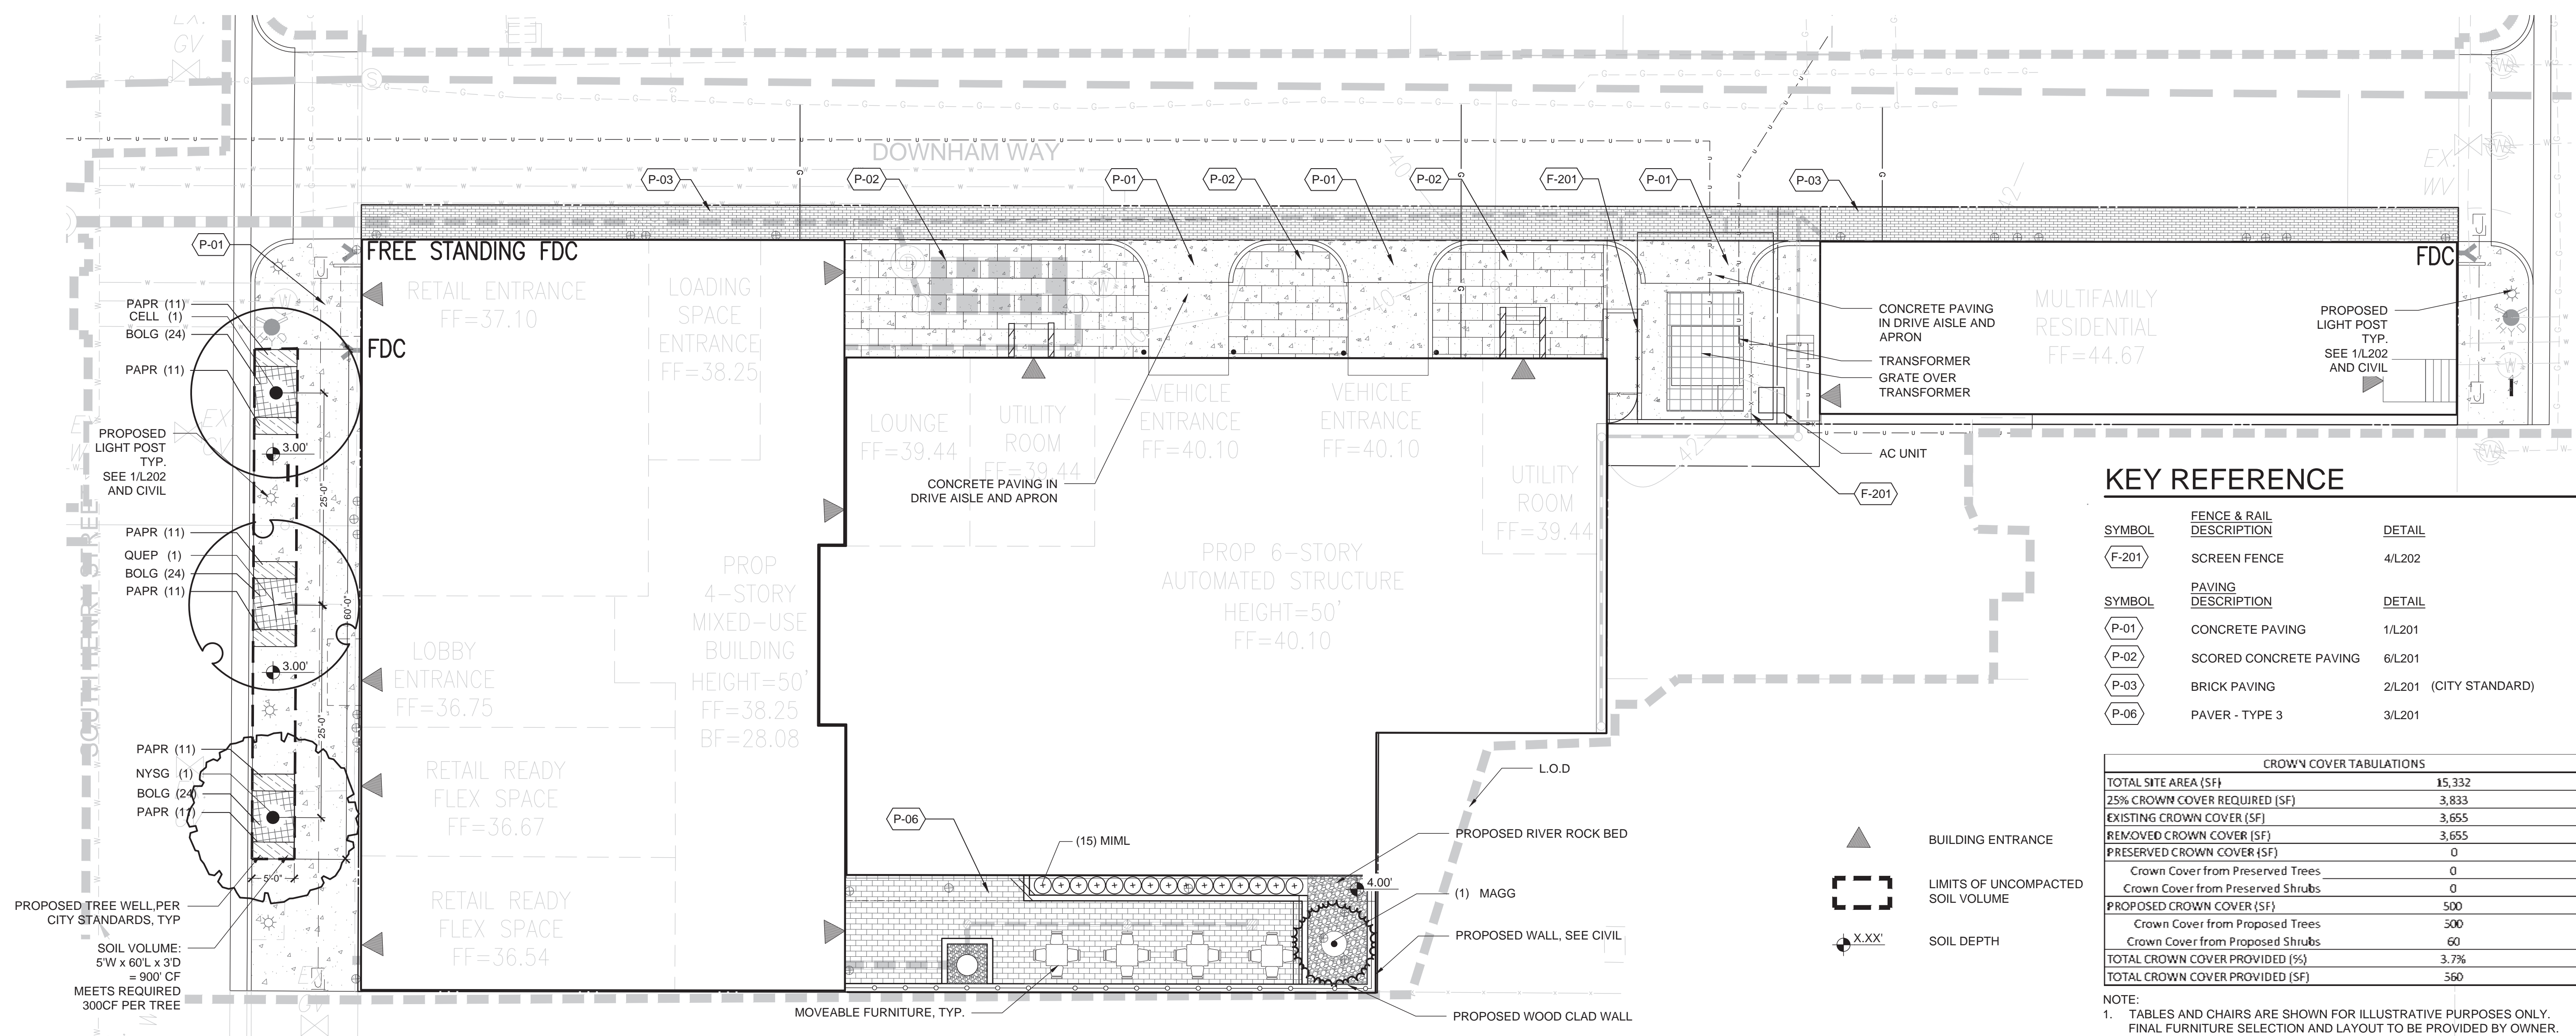 EX.
GV
DOWNHAM WAY
P-03
P-02
P-01
P-02
P-01
P-02
F-201
P-01
P-03
EX.
WV
P-01
FREE STANDING FDC
FDC
RETAIL ENTRANCE
FF=37.10
LOADING
SPACE
ENTRANCE
FF=38.25
PAPR (11)
CELL (1)
BOLG (24)
PAPR (11)
FDC
CONCRETE PAVING
IN DRIVE AISLE AND
APRON
TRANSFORMER
GRATE OVER
TRANSFORMER
MULTIFAMILY
RESIDENTIAL
FF=44.67
PROPOSED
LIGHT POST
TYP.
SEE 1/L202
AND CIVIL
PROPOSED
LIGHT POST
TYP.
SEE 1/L202
AND CIVIL
3.00'
25'-0"
LOUNGE
FF=39.44
UTILITY
ROOM
FF=39.44
VEHICLE
ENTRANCE
FF=40.10
VEHICLE
ENTRANCE
FF=40.10
UTILITY
ROOM
FF=39.44
AC UNIT
F-201
CONCRETE PAVING IN
DRIVE AISLE AND APRON
SOUTH HENRY STREET
PAPR (11)
QUEP (1)
BOLG (24)
PAPR (11)
60'-0"
3.00'
25'-0"
PROP
4-STORY
MIXED-USE
BUILDING
HEIGHT=50'
FF=38.25
BF=28.08
PROP 6-STORY
AUTOMATED STRUCTURE
HEIGHT=50'
FF=40.10
LOBBY
ENTRANCE
FF=36.75
PAPR (11)
NYSG (1)
BOLG (24)
PAPR (11)
5'-0"
RETAIL READY
FLEX SPACE
FF=36.67
RETAIL READY
FLEX SPACE
FF=36.54
PROPOSED TREE WELL,PER
CITY STANDARDS, TYP
SOIL VOLUME:
5'W x 60'L x 3'D
= 900' CF
MEETS REQUIRED
300CF PER TREE
EX.
GV
P-06
(15) MIML
L.O.D
PROPOSED RIVER ROCK BED
4.00'
(1) MAGG
PROPOSED WALL, SEE CIVIL
MOVEABLE FURNITURE, TYP.
PROPOSED WOOD CLAD WALL
BUILDING ENTRANCE
LIMITS OF UNCOMPACTED
SOIL VOLUME
X.XX'
SOIL DEPTH
KEY REFERENCE
FENCE & RAIL
SYMBOL DESCRIPTION DETAIL
F-201 SCREEN FENCE 4/L202
PAVING
SYMBOL DESCRIPTION DETAIL
P-01 CONCRETE PAVING 1/L201
P-02 SCORED CONCRETE PAVING 6/L201
P-03 BRICK PAVING 2/L201 (CITY STANDARD)
P-06 PAVER - TYPE 3 3/L201
CROWN COVER TABULATIONS
TOTAL SITE AREA (SF) 15,332
25% CROWN COVER REQUIRED (SF) 3,833
EXISTING CROWN COVER (SF) 3,655
REMOVED CROWN COVER (SF) 3,655
PRESERVED CROWN COVER (SF) 0
Crown Cover from Preserved Trees 0
Crown Cover from Preserved Shrubs 0
PROPOSED CROWN COVER (SF) 500
Crown Cover from Proposed Trees 500
Crown Cover from Proposed Shrubs 60
TOTAL CROWN COVER PROVIDED (%) 3.7%
TOTAL CROWN COVER PROVIDED (SF) 560
NOTE:
1. TABLES AND CHAIRS ARE SHOWN FOR ILLUSTRATIVE PURPOSES ONLY.
FINAL FURNITURE SELECTION AND LAYOUT TO BE PROVIDED BY OWNER.